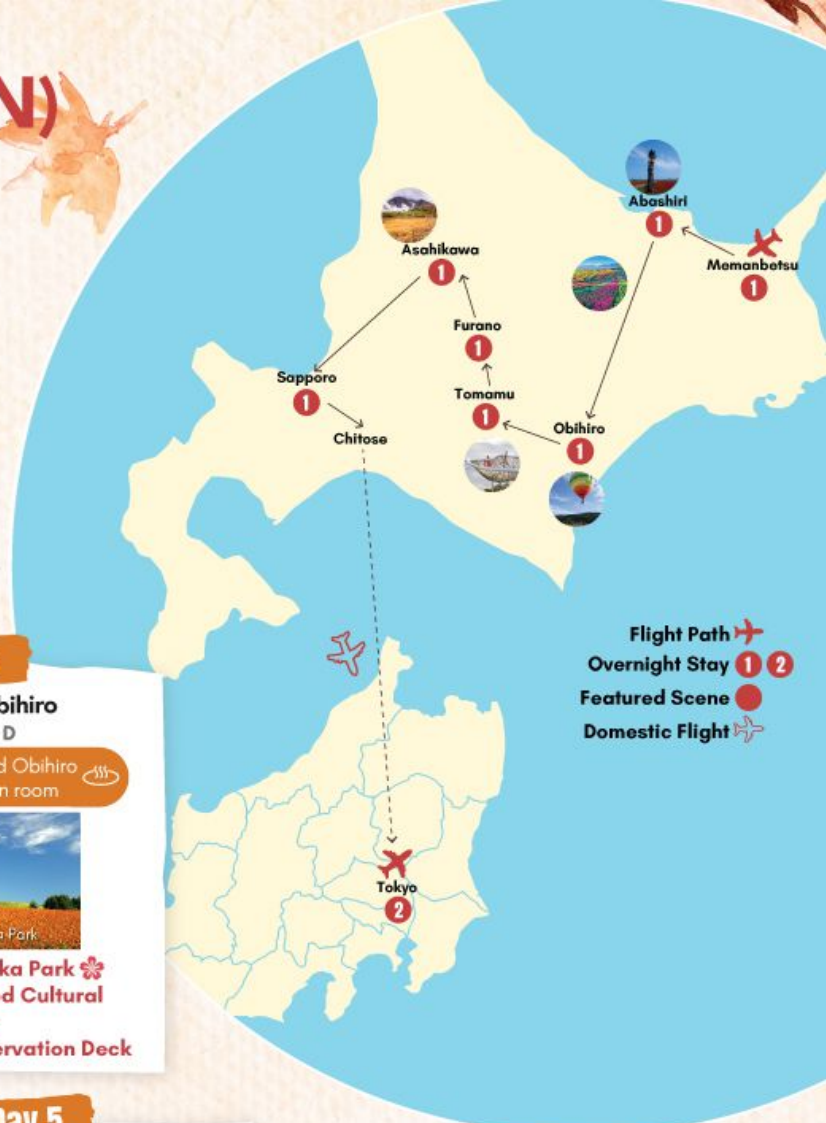 N)
Abashiri
1
Asahikawa
1
Memanbetsu
1
Furano
1
Sapporo
1
Tomamu
1
Chitose
Obihiro
1
Flight Path
Overnight Stay 1 2
Featured Scene
Domestic Flight
Tokyo
2
bihiro
D
d Obihiro
n room
Park
ka Park
d Cultural
ervation Deck
Day 5